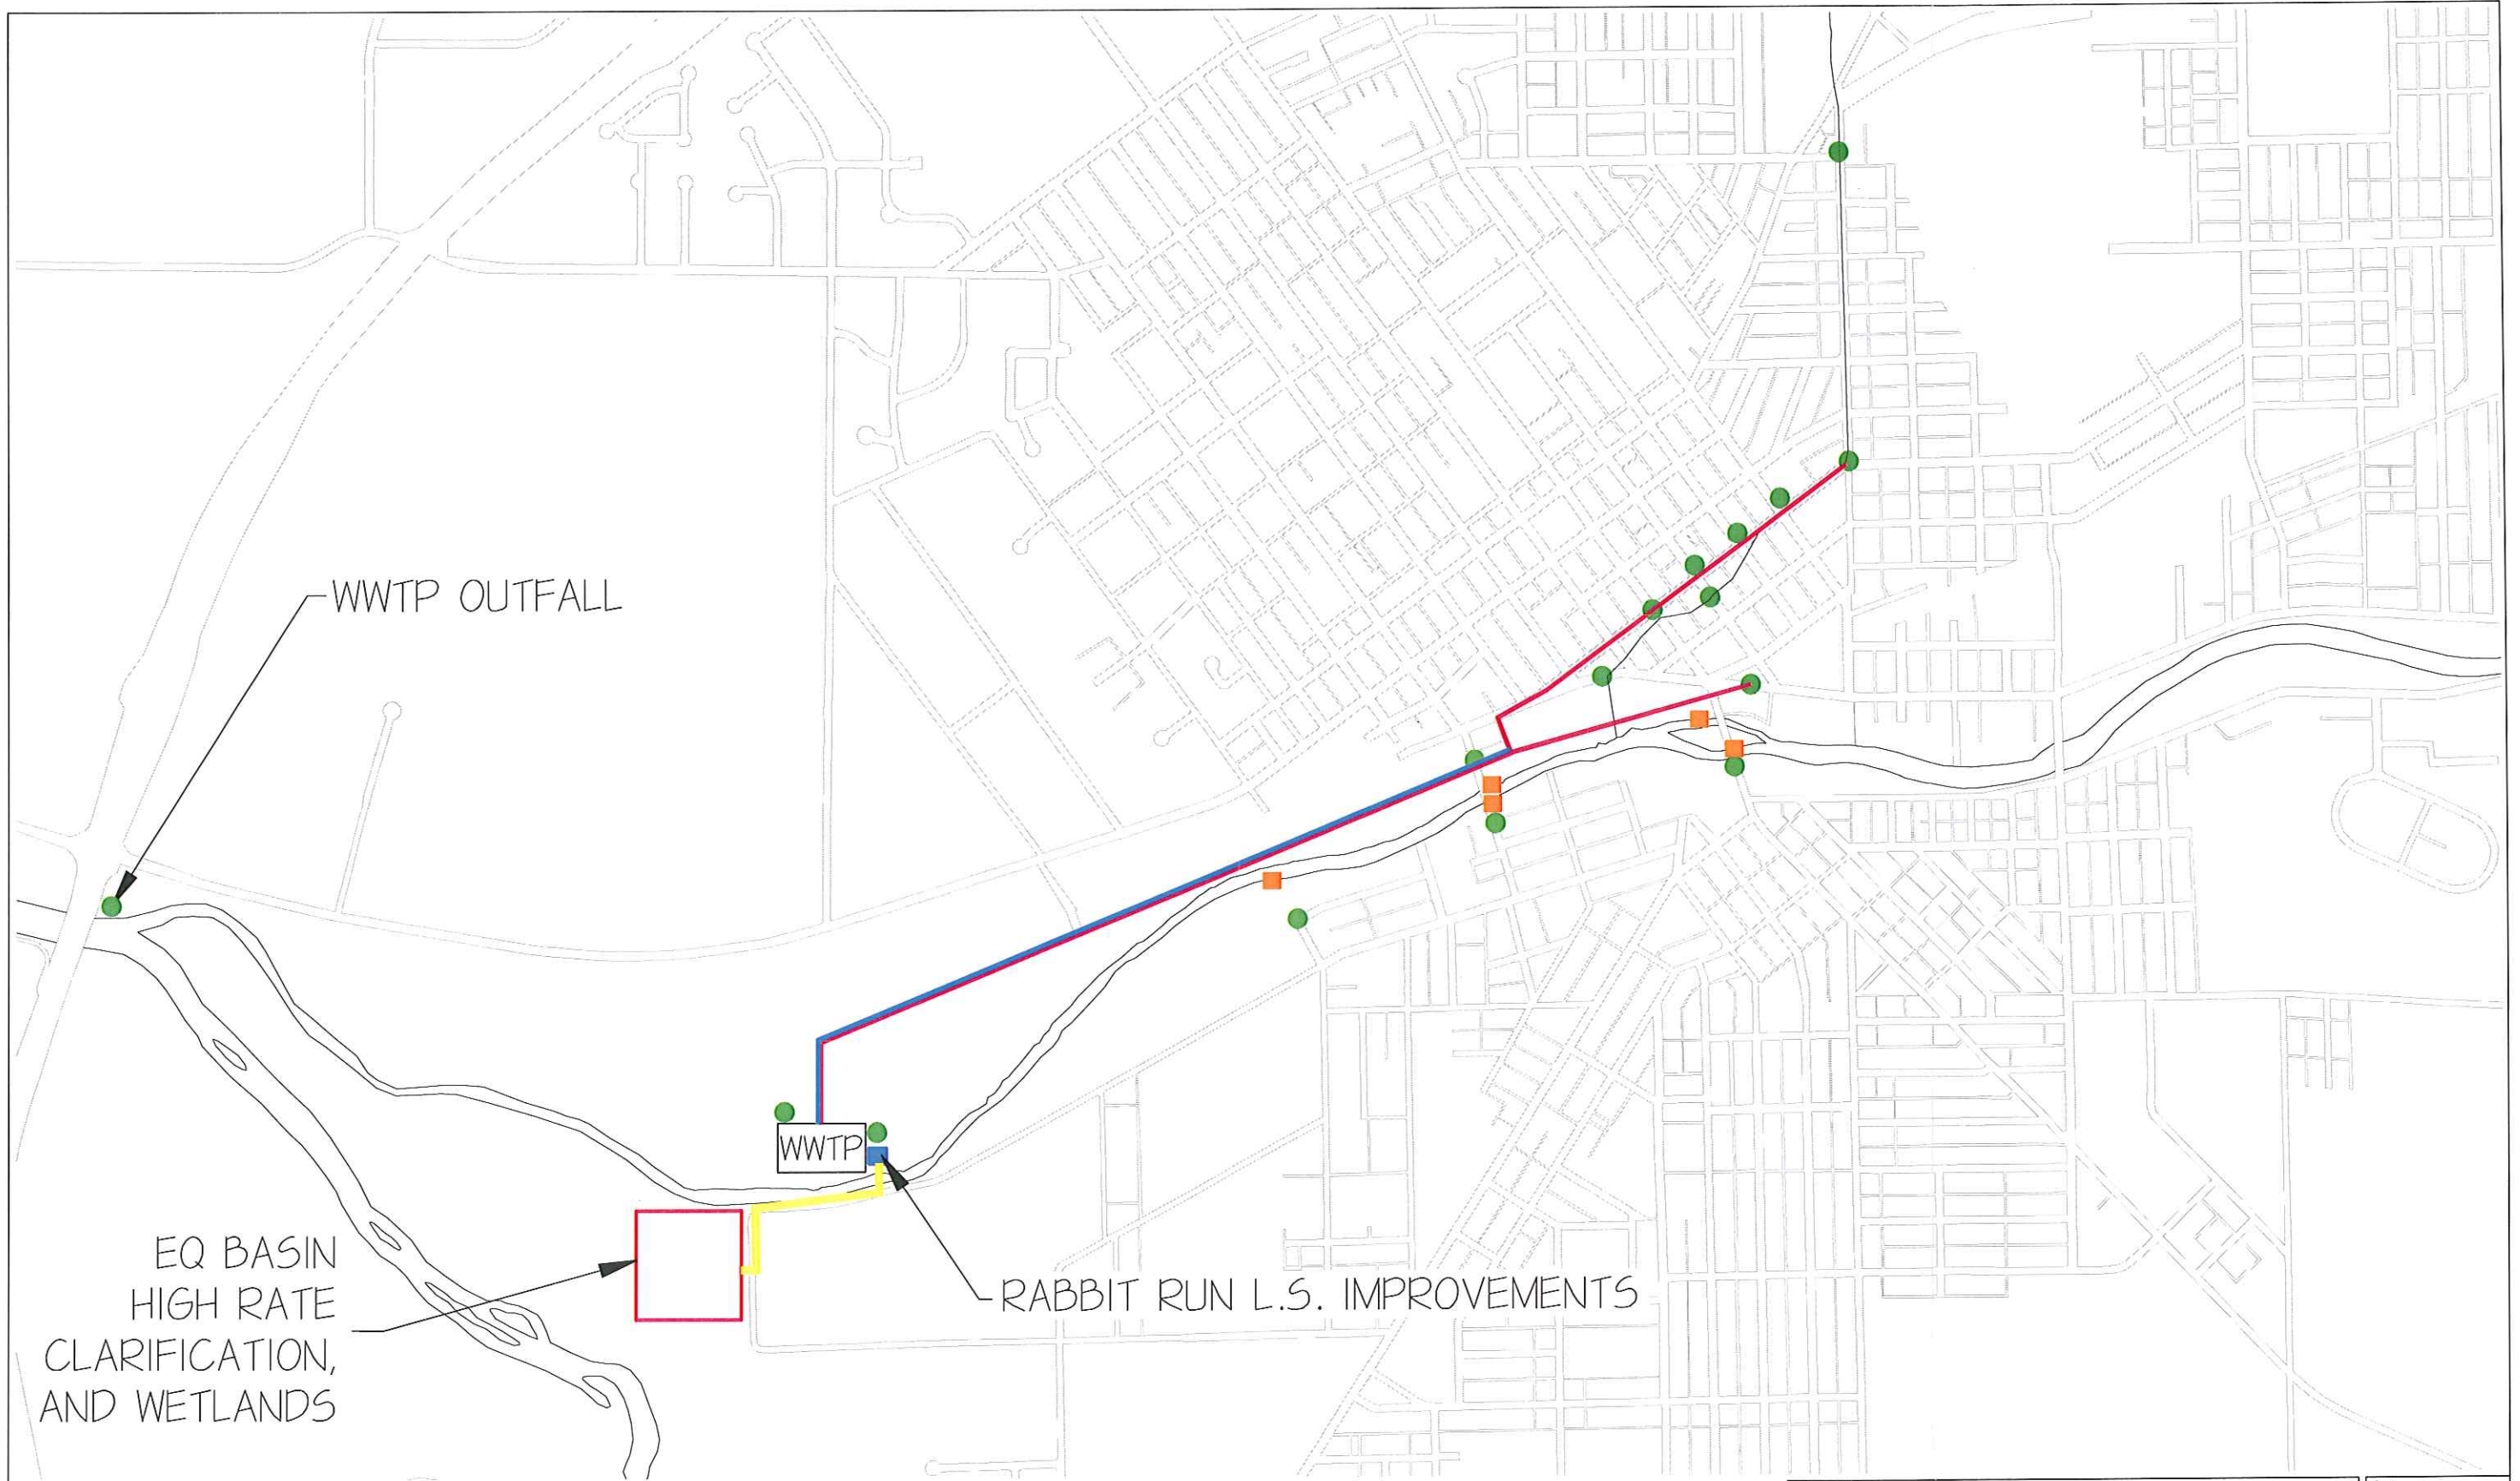 WWTP OUTFALL
WWTP
EQ BASIN
HIGH RATE
CLARIFICATION,
AND WETLANDS
RABBIT RUN L.S. IMPROVEMENTS